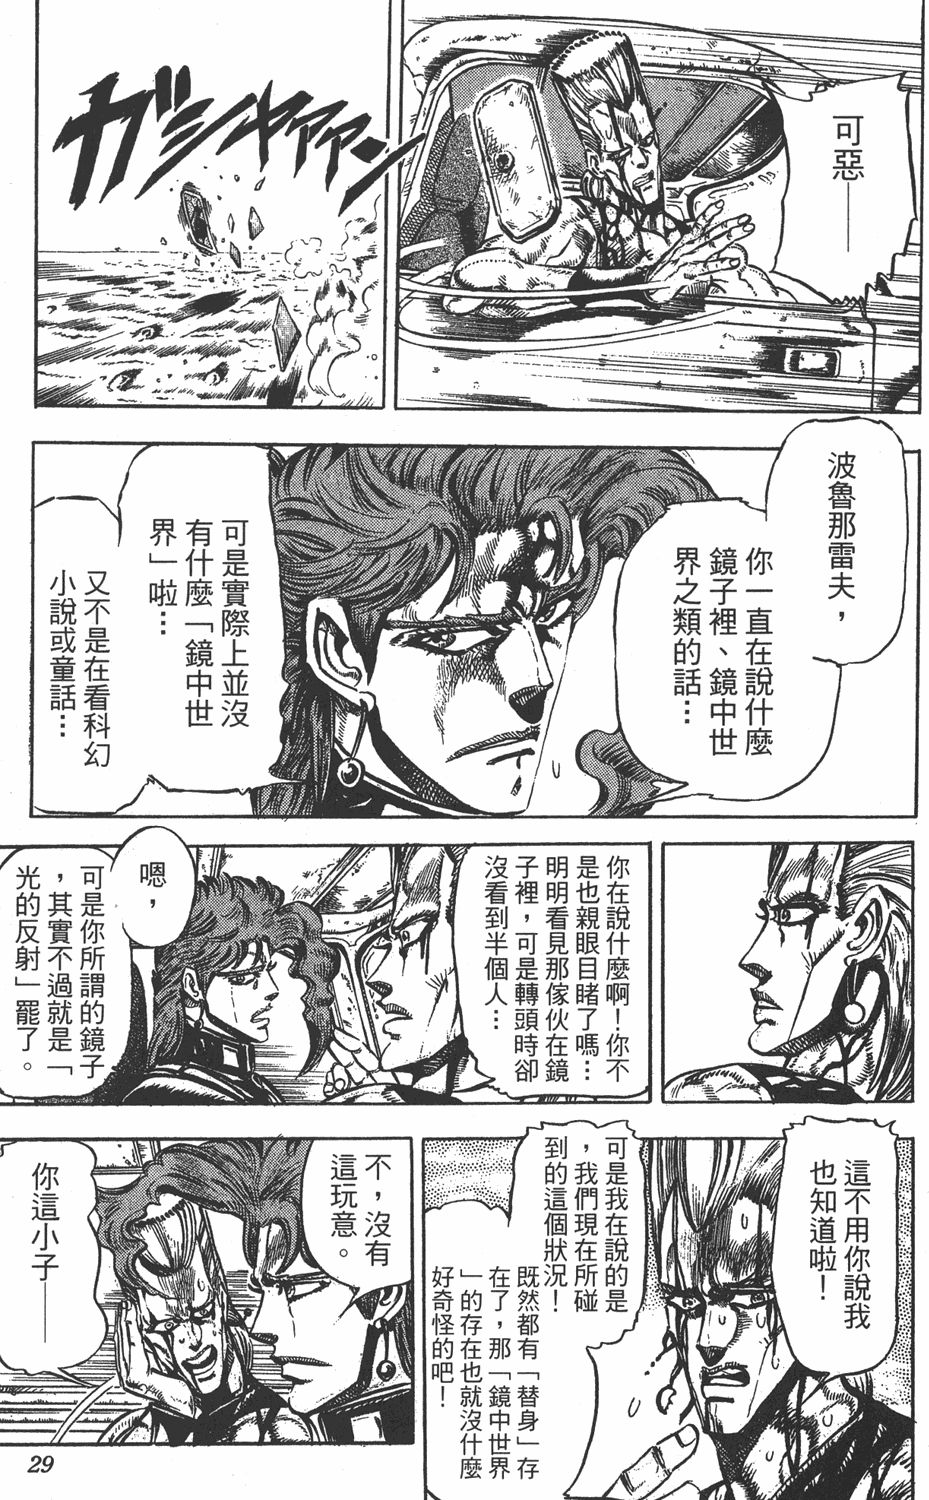 可惡──
ガシャァァン
波魯那雷夫，
你一直在說什麼
鏡子裡、鏡中世
界之類的話…
可是實際上並沒
有什麼「鏡中世
界」啦…
又不是在看科幻
小說或童話…
你在說什麼啊！你不
是也親眼目睹了嗎…
明明看見那傢伙在鏡
子裡，可是轉頭時卻
沒看到半個人…
嗯，
可是你所謂的鏡子
，其實不過就是「
光的反射」罷了。
這不用你說我
也知道啦！
可是我在說的是
，我們現在所碰
到的這個狀況！
既然都有「替身」存
在了，那「鏡中世界
」的存在也就沒什麼
好奇怪的吧！
不，沒有
這玩意。
你這小子──
29